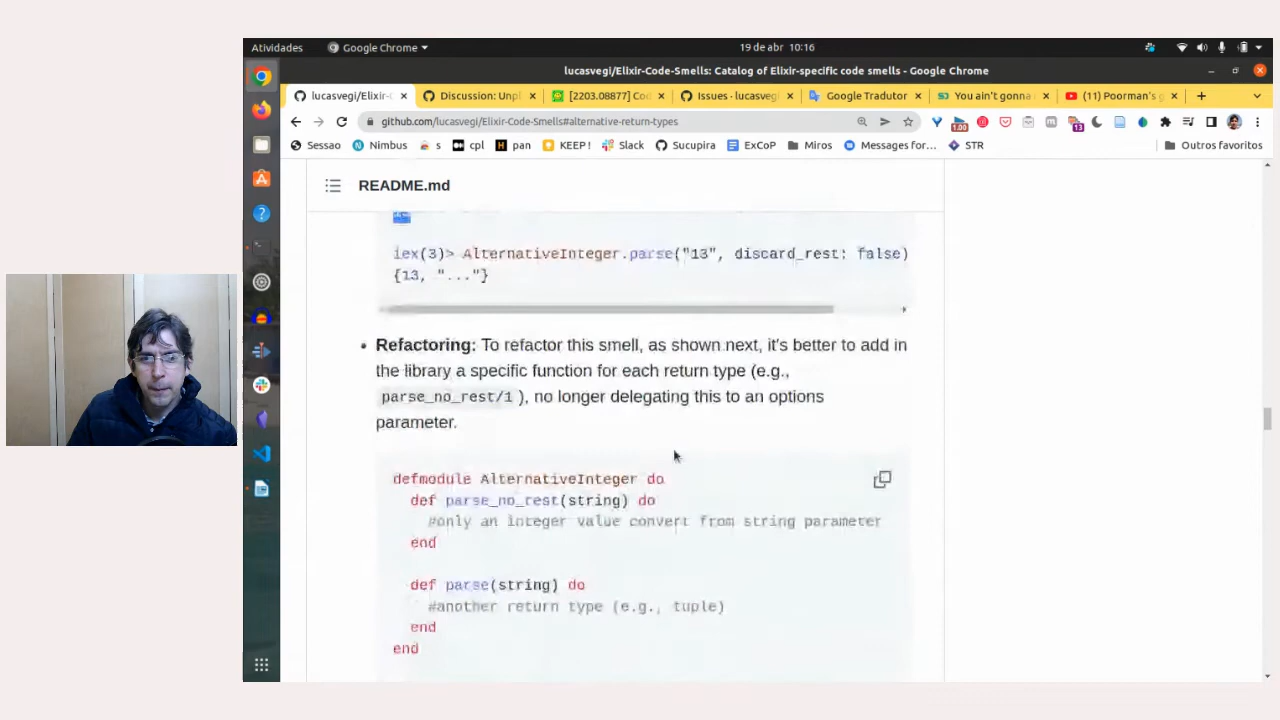 Atividades Google Chrome 19 de abr 10:16
lucasvegi/Elixir-Code-Smells: Catalog of Elixir-specific code smells - Google Chrome
lucasvegi/Elixir-C Discussion: Unpl [2203.08877] Cod Issues · lucasvegi Google Tradutor You ain't gonna (11) Poorman's g
github.com/lucasvegi/Elixir-Code-Smells#alternative-return-types
1.00 13
Sessao Nimbus s cpl pan KEEP! Slack Sucupira ExCoP Miros Messages for... STR Outros favoritos
README.md
iex(3)> AlternativeInteger.parse("13", discard_rest: false)
{13, "..."}
• Refactoring: To refactor this smell, as shown next, it's better to add in
the library a specific function for each return type (e.g.,
parse_no_rest/1 ), no longer delegating this to an options
parameter.
defmodule AlternativeInteger do
def parse_no_rest(string) do
#only an integer value convert from string parameter
end
def parse(string) do
#another return type (e.g., tuple)
end
end